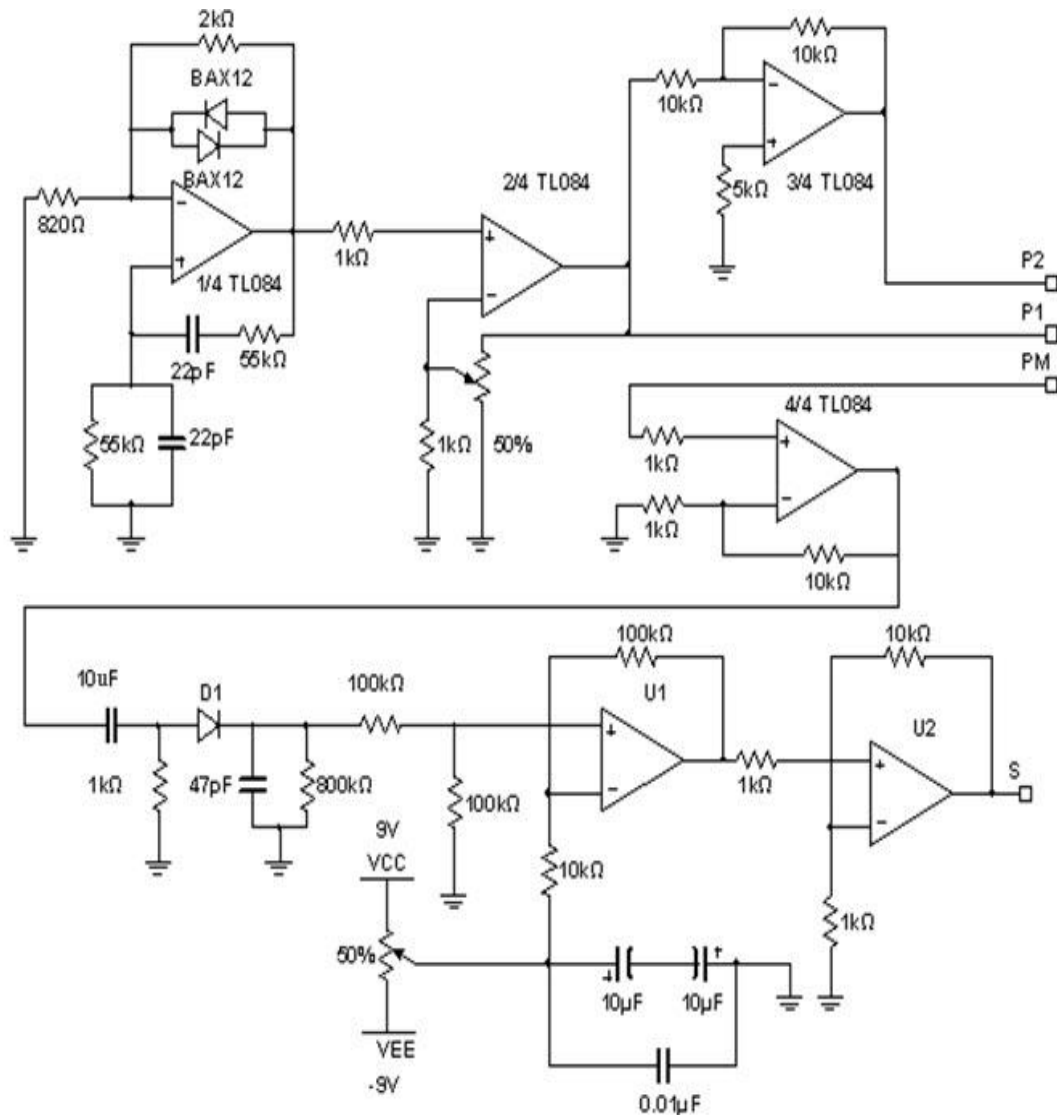 2kΩ
BAX12
BAX12
820Ω
1/4 TL084
22pF
55kΩ
55kΩ
22pF
1kΩ
2/4 TL084
1kΩ
50%
10kΩ
10kΩ
5kΩ
3/4 TL084
P2
P1
PM
4/4 TL084
1kΩ
1kΩ
10kΩ
10uF
D1
1kΩ
47pF
800kΩ
100kΩ
100kΩ
100kΩ
U1
10kΩ
1kΩ
10kΩ
U2
S
1kΩ
9V
VCC
50%
VEE
-9V
10µF
10µF
0.01µF